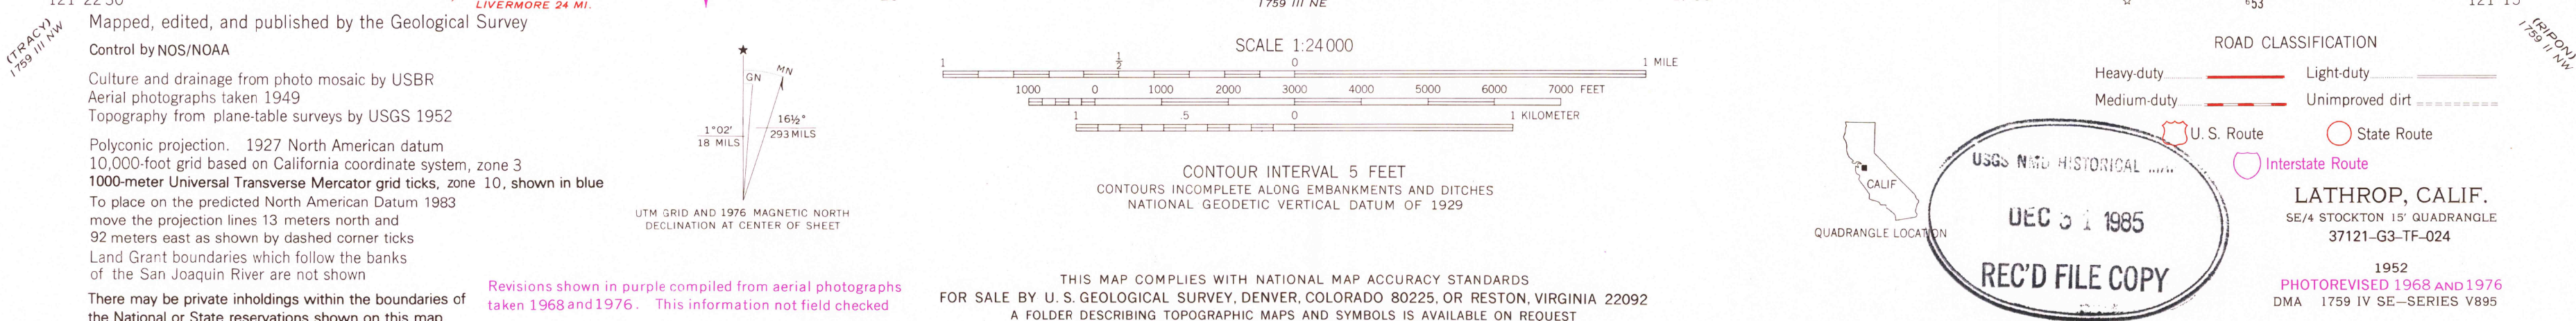 121°22'30"
LIVERMORE 24 MI.
(TRACY)
1759 III NW
Mapped, edited, and published by the Geological Survey
Control by NOS/NOAA
Culture and drainage from photo mosaic by USBR
Aerial photographs taken 1949
Topography from plane-table surveys by USGS 1952
Polyconic projection. 1927 North American datum
10,000-foot grid based on California coordinate system, zone 3
1000-meter Universal Transverse Mercator grid ticks, zone 10, shown in blue
To place on the predicted North American Datum 1983
move the projection lines 13 meters north and
92 meters east as shown by dashed corner ticks
Land Grant boundaries which follow the banks
of the San Joaquin River are not shown
There may be private inholdings within the boundaries of
the National or State reservations shown on this map
Revisions shown in purple compiled from aerial photographs
taken 1968 and 1976. This information not field checked
GN
MN
1°02'
18 MILS
16½°
293 MILS
UTM GRID AND 1976 MAGNETIC NORTH
DECLINATION AT CENTER OF SHEET
1759 III NE
SCALE 1:24 000
1 ½ 0 1 MILE
1000 0 1000 2000 3000 4000 5000 6000 7000 FEET
1 .5 0 1 KILOMETER
CONTOUR INTERVAL 5 FEET
CONTOURS INCOMPLETE ALONG EMBANKMENTS AND DITCHES
NATIONAL GEODETIC VERTICAL DATUM OF 1929
THIS MAP COMPLIES WITH NATIONAL MAP ACCURACY STANDARDS
FOR SALE BY U. S. GEOLOGICAL SURVEY, DENVER, COLORADO 80225, OR RESTON, VIRGINIA 22092
A FOLDER DESCRIBING TOPOGRAPHIC MAPS AND SYMBOLS IS AVAILABLE ON REQUEST
CALIF
QUADRANGLE LOCATION
USGS NMD HISTORICAL
DEC 31 1985
REC'D FILE COPY
653
121°15'
(RIPON)
1759 II NW
ROAD CLASSIFICATION
Heavy-duty Light-duty
Medium-duty Unimproved dirt
U. S. Route State Route
Interstate Route
LATHROP, CALIF.
SE/4 STOCKTON 15' QUADRANGLE
37121-G3-TF-024
1952
PHOTOREVISED 1968 AND 1976
DMA 1759 IV SE-SERIES V895